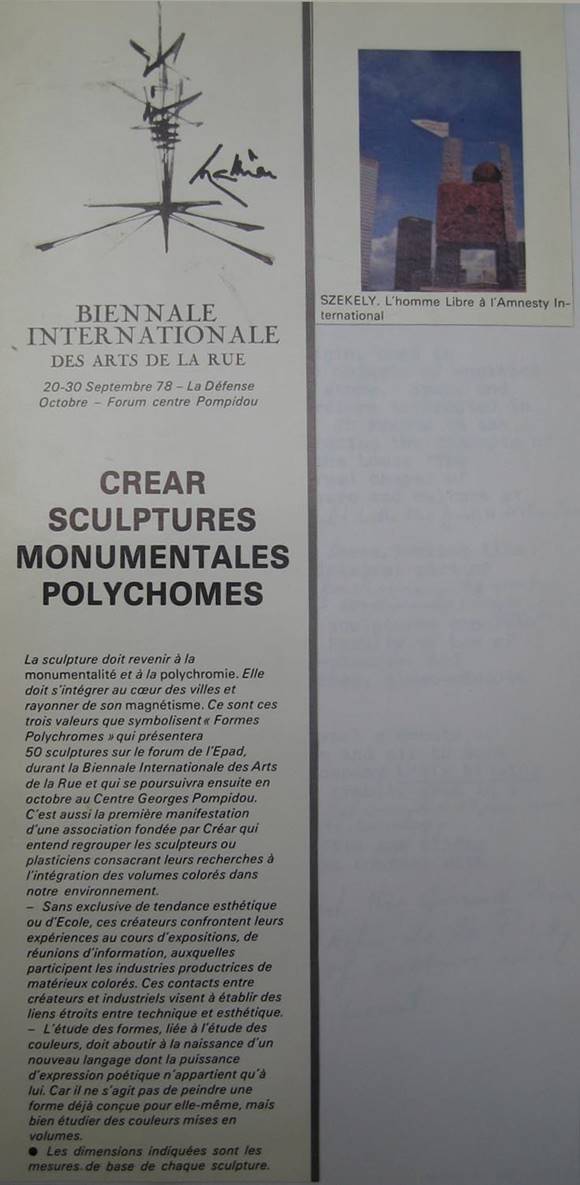 Mathieu
BIENNALE
INTERNATIONALE
DES ARTS DE LA RUE
20-30 Septembre 78 – La Défense
Octobre – Forum centre Pompidou
CREAR
SCULPTURES
MONUMENTALES
POLYCHOMES
La sculpture doit revenir à la
monumentalité et à la polychromie. Elle
doit s'intégrer au cœur des villes et
rayonner de son magnétisme. Ce sont ces
trois valeurs que symbolisent « Formes
Polychromes » qui présentera
50 sculptures sur le forum de l'Epad,
durant la Biennale Internationale des Arts
de la Rue et qui se poursuivra ensuite en
octobre au Centre Georges Pompidou.
C'est aussi la première manifestation
d'une association fondée par Créar qui
entend regrouper les sculpteurs ou
plasticiens consacrant leurs recherches à
l'intégration des volumes colorés dans
notre environnement.
– Sans exclusive de tendance esthétique
ou d'Ecole, ces créateurs confrontent leurs
expériences au cours d'expositions, de
réunions d'information, auxquelles
participent les industries productrices de
matérieux colorés. Ces contacts entre
créateurs et industriels visent à établir des
liens étroits entre technique et esthétique.
– L'étude des formes, liée à l'étude des
couleurs, doit aboutir à la naissance d'un
nouveau langage dont la puissance
d'expression poétique n'appartient qu'à
lui. Car il ne s'agit pas de peindre une
forme déjà conçue pour elle-même, mais
bien étudier des couleurs mises en
volumes.
● Les dimensions indiquées sont les
mesures de base de chaque sculpture.
SZEKELY. L'homme Libre à l'Amnesty In-
ternational